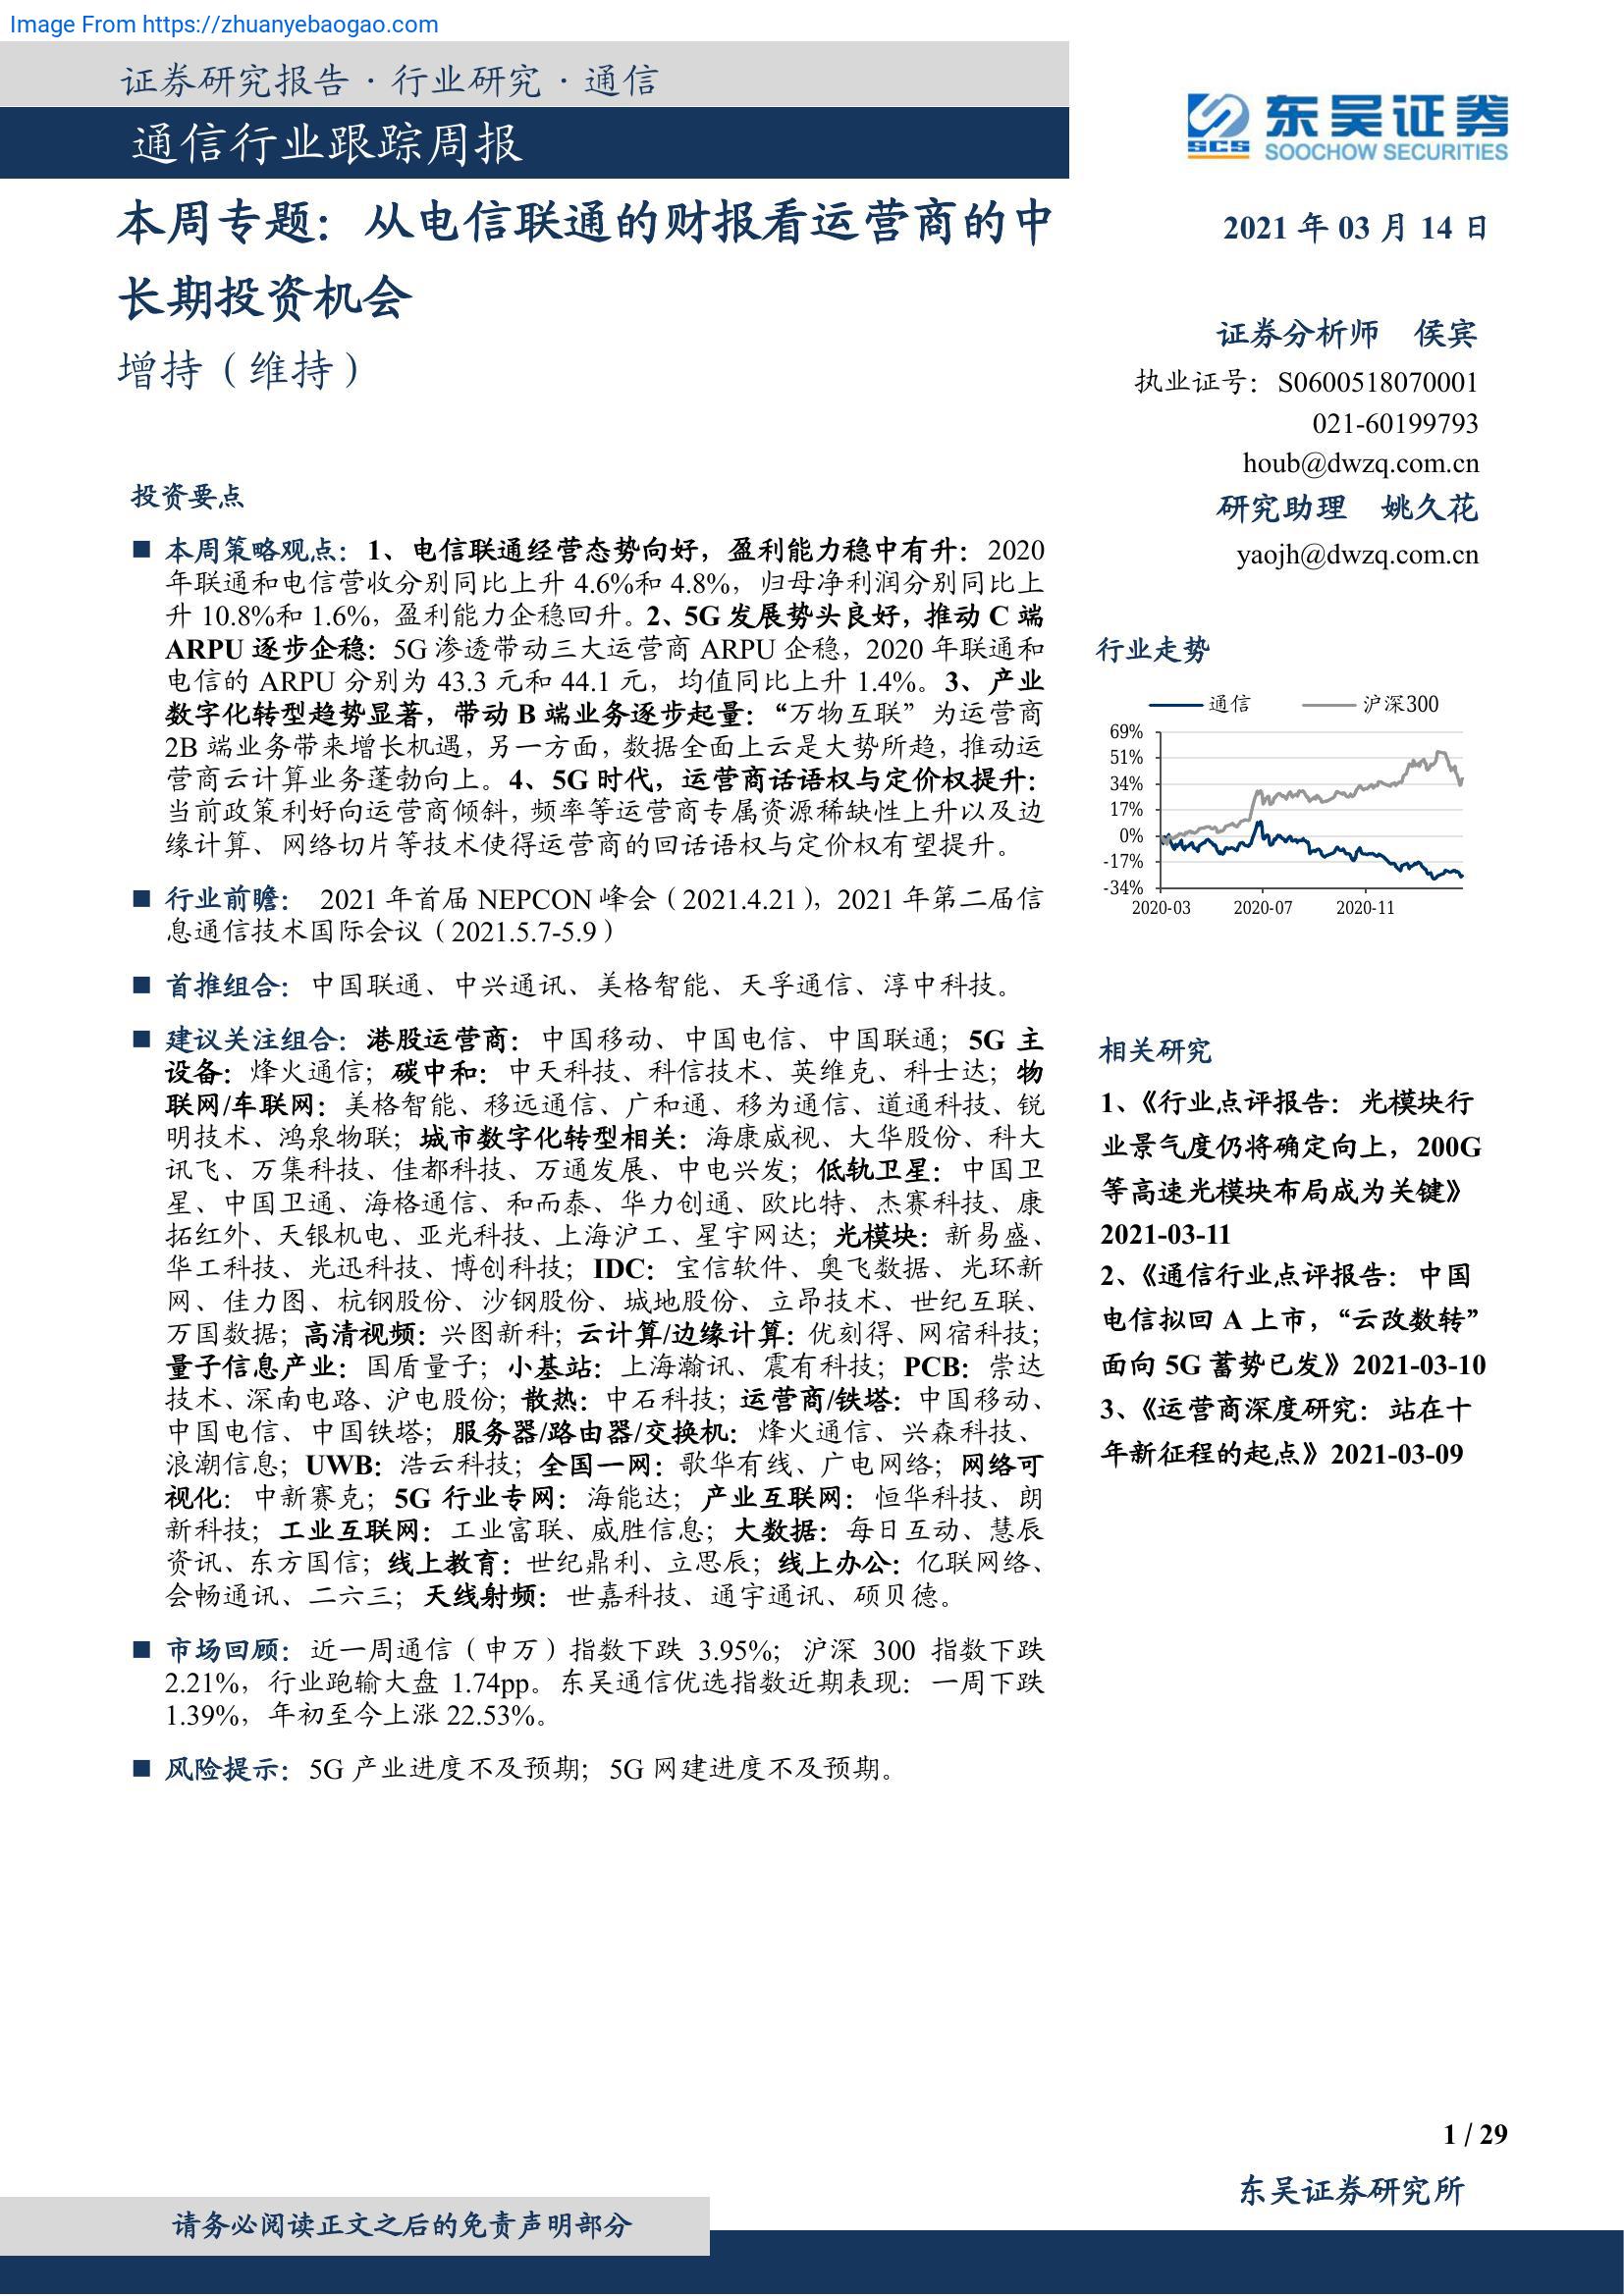 Image From https://zhuanyebaogao.com
证券研究报告·行业研究·通信
通信行业跟踪周报
东吴证券
SCS
SOOCHOW SECURITIES
本周专题：从电信联通的财报看运营商的中
长期投资机会
增持（维持）
2021 年 03 月 14 日
证券分析师 侯宾
执业证号：S0600518070001
021-60199793
houb@dwzq.com.cn
研究助理 姚久花
yaojh@dwzq.com.cn
投资要点
■ 本周策略观点：1、电信联通经营态势向好，盈利能力稳中有升：2020
年联通和电信营收分别同比上升 4.6%和 4.8%，归母净利润分别同比上
升 10.8%和 1.6%，盈利能力企稳回升。2、5G 发展势头良好，推动 C 端
ARPU 逐步企稳：5G 渗透带动三大运营商 ARPU 企稳，2020 年联通和
电信的 ARPU 分别为 43.3 元和 44.1 元，均值同比上升 1.4%。3、产业
数字化转型趋势显著，带动 B 端业务逐步起量：“万物互联”为运营商
2B 端业务带来增长机遇，另一方面，数据全面上云是大势所趋，推动运
营商云计算业务蓬勃向上。4、5G 时代，运营商话语权与定价权提升：
当前政策利好向运营商倾斜，频率等运营商专属资源稀缺性上升以及边
缘计算、网络切片等技术使得运营商的回话语权与定价权有望提升。
■ 行业前瞻： 2021 年首届 NEPCON 峰会（2021.4.21），2021 年第二届信
息通信技术国际会议（2021.5.7-5.9）
■ 首推组合：中国联通、中兴通讯、美格智能、天孚通信、淳中科技。
■ 建议关注组合：港股运营商：中国移动、中国电信、中国联通；5G 主
设备：烽火通信；碳中和：中天科技、科信技术、英维克、科士达；物
联网/车联网：美格智能、移远通信、广和通、移为通信、道通科技、锐
明技术、鸿泉物联；城市数字化转型相关：海康威视、大华股份、科大
讯飞、万集科技、佳都科技、万通发展、中电兴发；低轨卫星：中国卫
星、中国卫通、海格通信、和而泰、华力创通、欧比特、杰赛科技、康
拓红外、天银机电、亚光科技、上海沪工、星宇网达；光模块：新易盛、
华工科技、光迅科技、博创科技；IDC：宝信软件、奥飞数据、光环新
网、佳力图、杭钢股份、沙钢股份、城地股份、立昂技术、世纪互联、
万国数据；高清视频：兴图新科；云计算/边缘计算：优刻得、网宿科技；
量子信息产业：国盾量子；小基站：上海瀚讯、震有科技；PCB：崇达
技术、深南电路、沪电股份；散热：中石科技；运营商/铁塔：中国移动、
中国电信、中国铁塔；服务器/路由器/交换机：烽火通信、兴森科技、
浪潮信息；UWB：浩云科技；全国一网：歌华有线、广电网络；网络可
视化：中新赛克；5G 行业专网：海能达；产业互联网：恒华科技、朗
新科技；工业互联网：工业富联、威胜信息；大数据：每日互动、慧辰
资讯、东方国信；线上教育：世纪鼎利、立思辰；线上办公：亿联网络、
会畅通讯、二六三；天线射频：世嘉科技、通宇通讯、硕贝德。
■ 市场回顾：近一周通信（申万）指数下跌 3.95%；沪深 300 指数下跌
2.21%，行业跑输大盘 1.74pp。东吴通信优选指数近期表现：一周下跌
1.39%，年初至今上涨 22.53%。
■ 风险提示：5G 产业进度不及预期；5G 网建进度不及预期。
行业走势
通信 沪深300
69%
51%
34%
17%
0%
-17%
-34%
2020-03 2020-07 2020-11
相关研究
1、《行业点评报告：光模块行
业景气度仍将确定向上，200G
等高速光模块布局成为关键》
2021-03-11
2、《通信行业点评报告：中国
电信拟回 A 上市，“云改数转”
面向 5G 蓄势已发》2021-03-10
3、《运营商深度研究：站在十
年新征程的起点》2021-03-09
1 / 29
东吴证券研究所
请务必阅读正文之后的免责声明部分